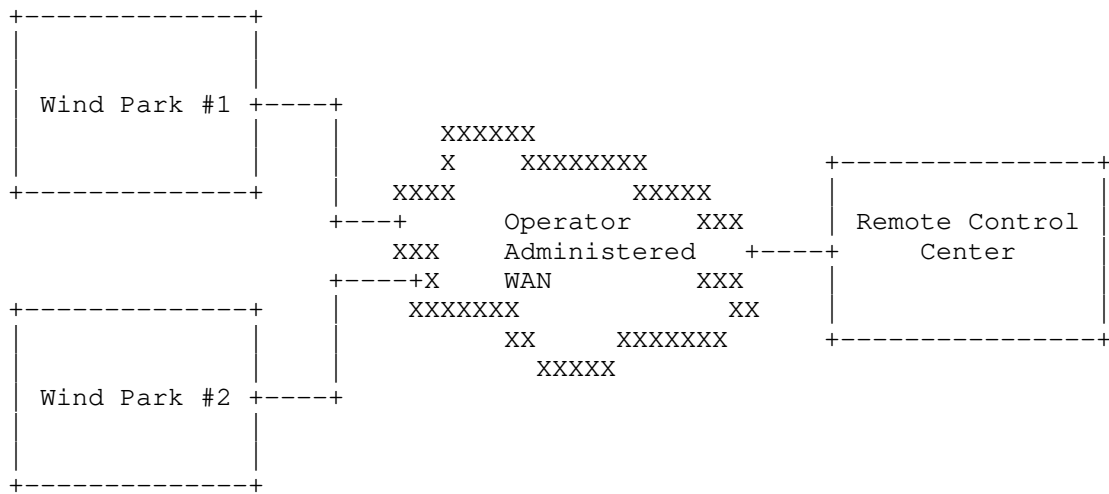 Wind Park #1
Operator
Administered
WAN
Remote Control
Center
Wind Park #2